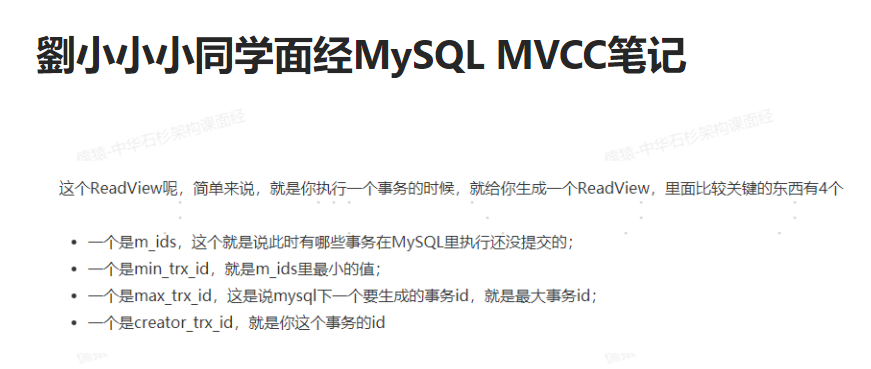 劉小小小同学面经MySQL MVCC笔记
儒猿-中华石杉架构课面经
儒猿-中华石杉架构课面经
这个ReadView呢，简单来说，就是你执行一个事务的时候，就给你生成一个ReadView，里面比较关键的东西有4个
一个是m_ids，这个就是说此时有哪些事务在MySQL里执行还没提交的；
一个是min_trx_id，就是m_ids里最小的值；
一个是max_trx_id，这是说mysql下一个要生成的事务id，就是最大事务id；
一个是creator_trx_id，就是你这个事务的id